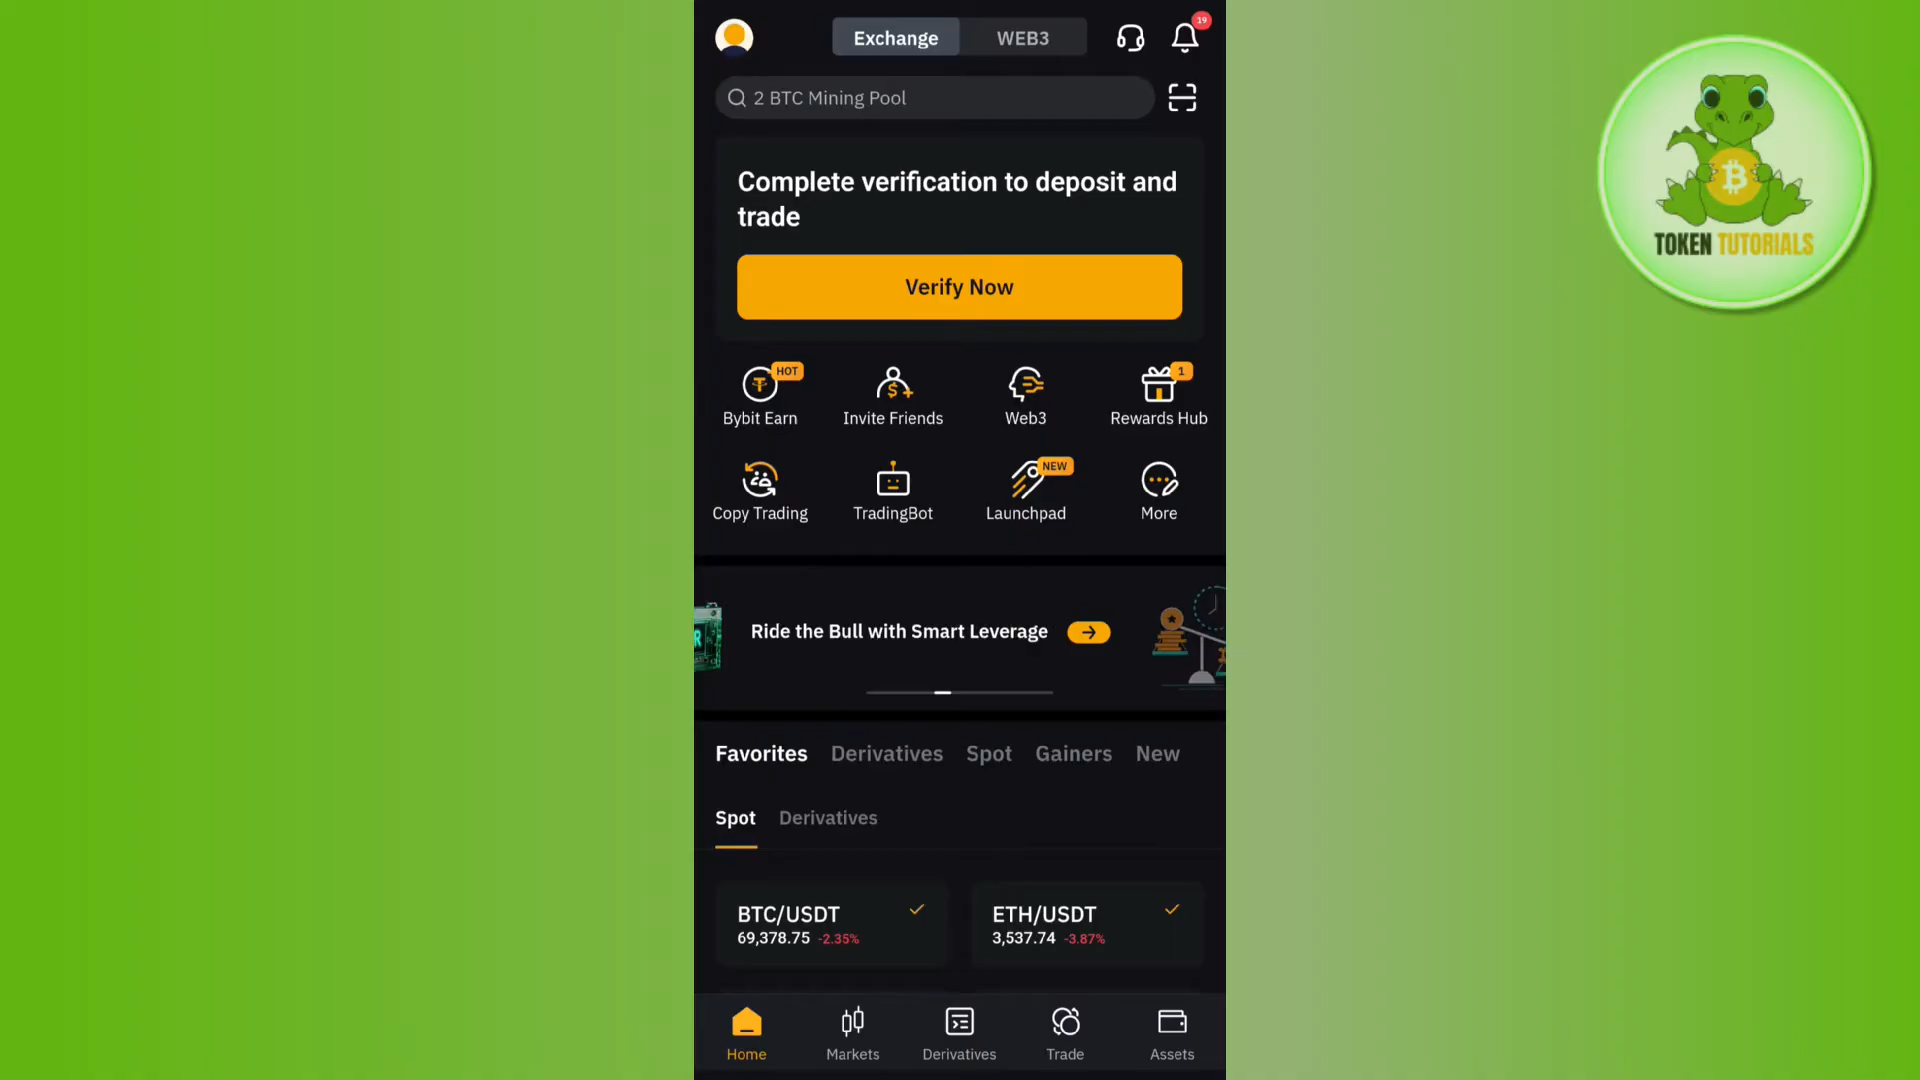 Exchange
WEB3
19
2 BTC Mining Pool
Complete verification to deposit and
trade
Verify Now
HOT
1
Bybit Earn
Invite Friends
Web3
Rewards Hub
NEW
Copy Trading
TradingBot
Launchpad
More
Ride the Bull with Smart Leverage
Favorites
Derivatives
Spot
Gainers
New
Spot
Derivatives
BTC/USDT
69,378.75 -2.35%
ETH/USDT
3,537.74 -3.87%
Home
Markets
Derivatives
Trade
Assets
TOKEN TUTORIALS